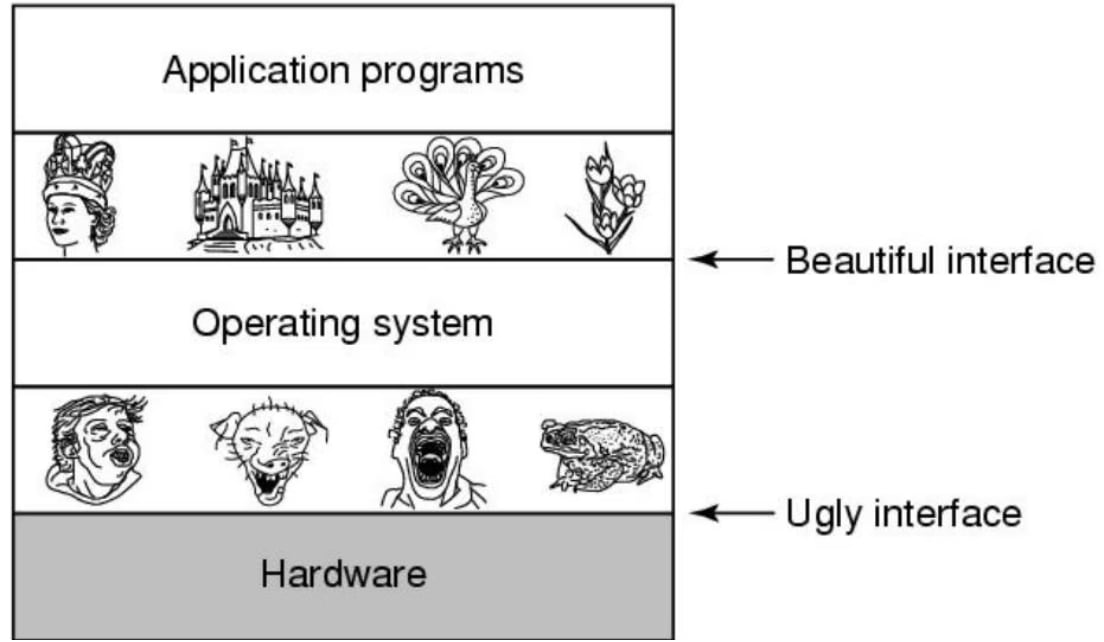 Application programs
Beautiful interface
Operating system
Ugly interface
Hardware